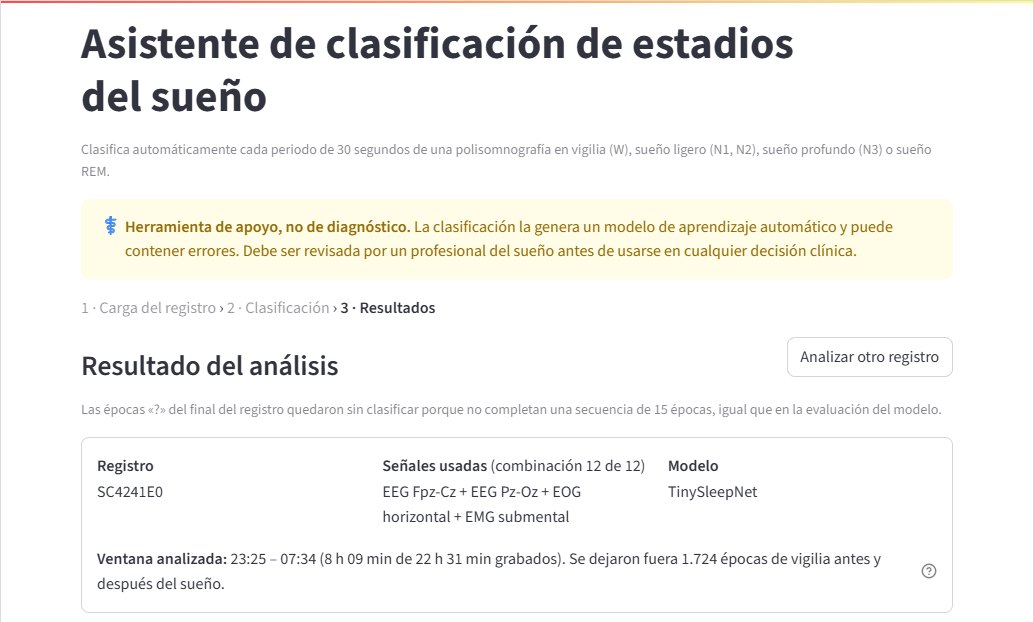 Asistente de clasificación de estadios
del sueño
Clasifica automáticamente cada periodo de 30 segundos de una polisomnografía en vigilia (W), sueño ligero (N1, N2), sueño profundo (N3) o sueño
REM.
Herramienta de apoyo, no de diagnóstico. La clasificación la genera un modelo de aprendizaje automático y puede
contener errores. Debe ser revisada por un profesional del sueño antes de usarse en cualquier decisión clínica.
1 · Carga del registro › 2 · Clasificación › 3 · Resultados
Resultado del análisis
Analizar otro registro
Las épocas «?» del final del registro quedaron sin clasificar porque no completan una secuencia de 15 épocas, igual que en la evaluación del modelo.
Registro
SC4241E0
Señales usadas (combinación 12 de 12)
EEG Fpz-Cz + EEG Pz-Oz + EOG
horizontal + EMG submental
Modelo
TinySleepNet
Ventana analizada: 23:25 – 07:34 (8 h 09 min de 22 h 31 min grabados). Se dejaron fuera 1.724 épocas de vigilia antes y
después del sueño.